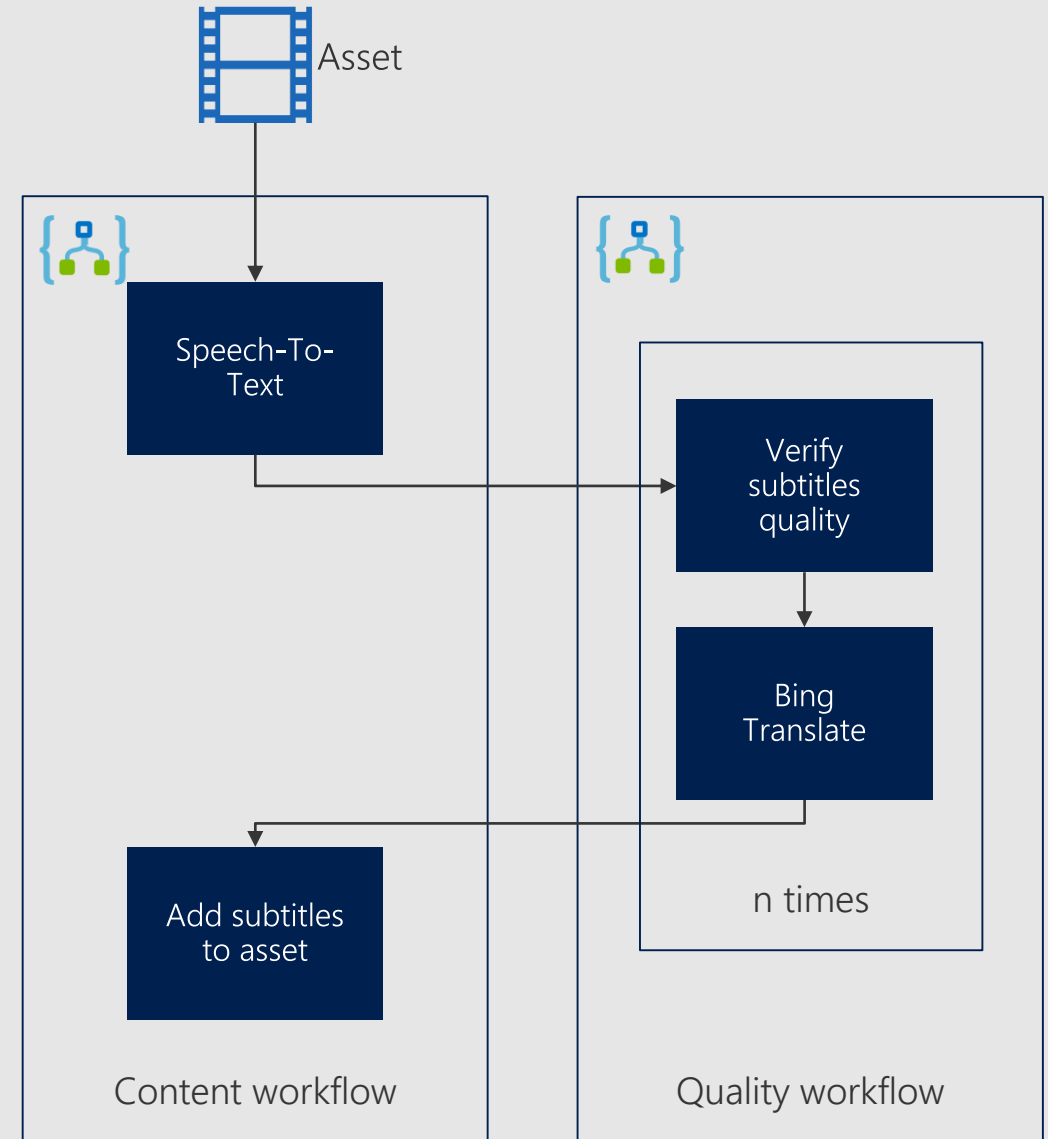 Asset
Speech-To-
Text
Verify
subtitles
quality
Bing
Translate
Add subtitles
to asset
n times
Content workflow
Quality workflow